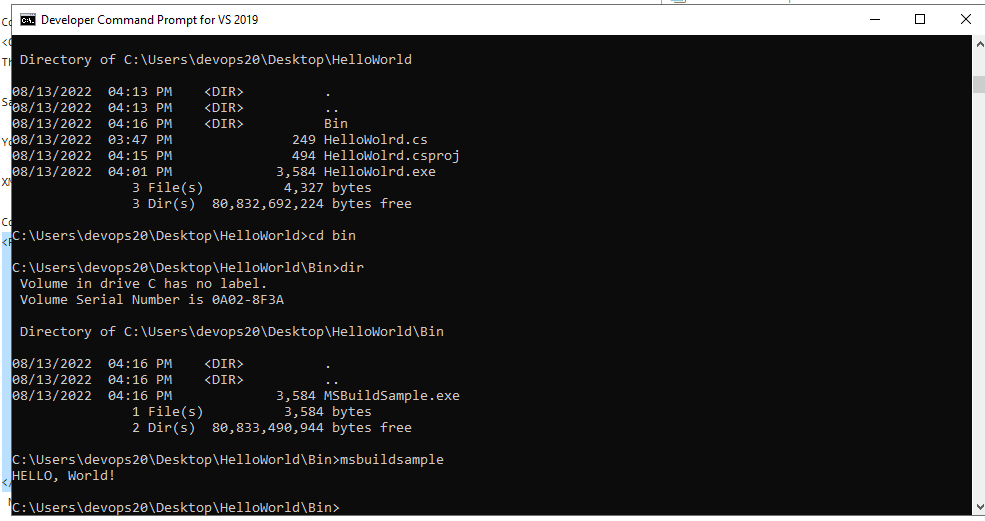 Developer Command Prompt for VS 2019
Directory of C:\Users\devops20\Desktop\HelloWorld
08/13/2022  04:13 PM    <DIR>          .
08/13/2022  04:13 PM    <DIR>          ..
08/13/2022  04:16 PM    <DIR>          Bin
08/13/2022  03:47 PM               249 HelloWolrd.cs
08/13/2022  04:15 PM               494 HelloWolrd.csproj
08/13/2022  04:01 PM             3,584 HelloWlrd.exe
3 File(s)          4,327 bytes
3 Dir(s)  80,832,692,224 bytes free
C:\Users\devops20\Desktop\HelloWorld>cd bin
C:\Users\devops20\Desktop\HelloWorld\Bin>dir
Volume in drive C has no label.
Volume Serial Number is 0A02-8F3A
Directory of C:\Users\devops20\Desktop\HelloWorld\Bin
08/13/2022  04:16 PM    <DIR>          .
08/13/2022  04:16 PM    <DIR>          ..
08/13/2022  04:16 PM             3,584 MSBuildSample.exe
1 File(s)          3,584 bytes
2 Dir(s)  80,833,490,944 bytes free
C:\Users\devops20\Desktop\HelloWorld\Bin>msbuildsample
HELLO, World!
C:\Users\devops20\Desktop\HelloWorld\Bin>